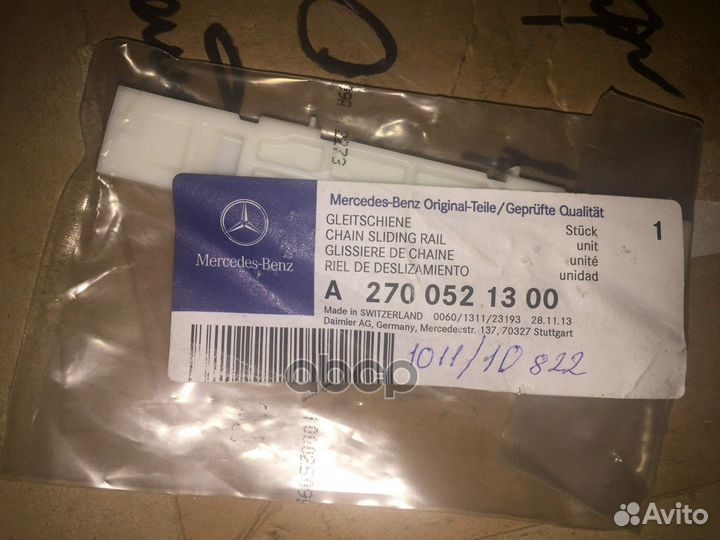 Mercedes-Benz Original-Teile/Geprüfte Qualität
GLEITSCHIENE Stück 1
CHAIN SLIDING RAIL unit
GLISSIERE DE CHAINE unité
RIEL DE DESLIZAMIENTO unidad
Mercedes-Benz
A 270 052 13 00
Made in SWITZERLAND 0060/1311/23193 28.11.13
Daimler AG, Germany, Mercedesstr. 137, 70327 Stuttgart
1011/10 822
abcp
Avito